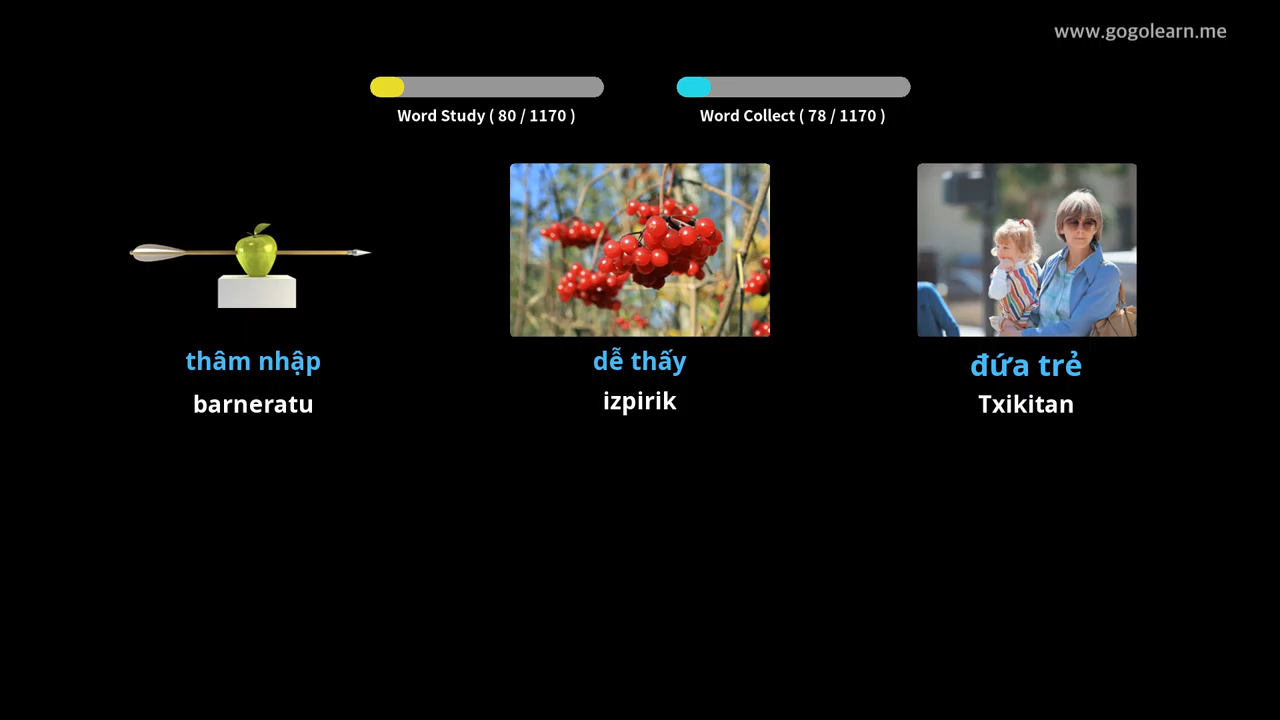 www.gogolearn.me
Word Study ( 80 / 1170 )
Word Collect ( 78 / 1170 )
thâm nhập
dễ thấy
đứa trẻ
barneratu
izpirik
Txikitan